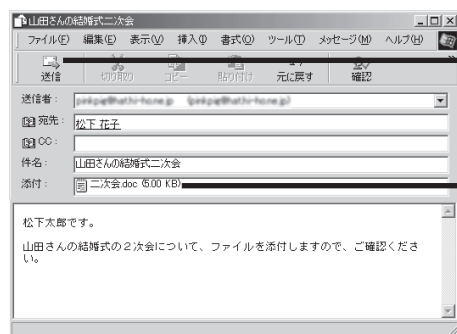 山田さんの結婚式二次会
ファイル(F) 編集(E) 表示(V) 挿入(I) 書式(O) ツール(T) メッセージ(M) ヘルプ(H)
送信 切り取り コピー 貼り付け 元に戻す 確認
送信者:
宛先: 松下 花子
CC:
件名: 山田さんの結婚式二次会
添付: 二次会.doc (6.00 KB)
松下太郎です。
山田さんの結婚式の2次会について、ファイルを添付しますので、ご確認くださ
い。